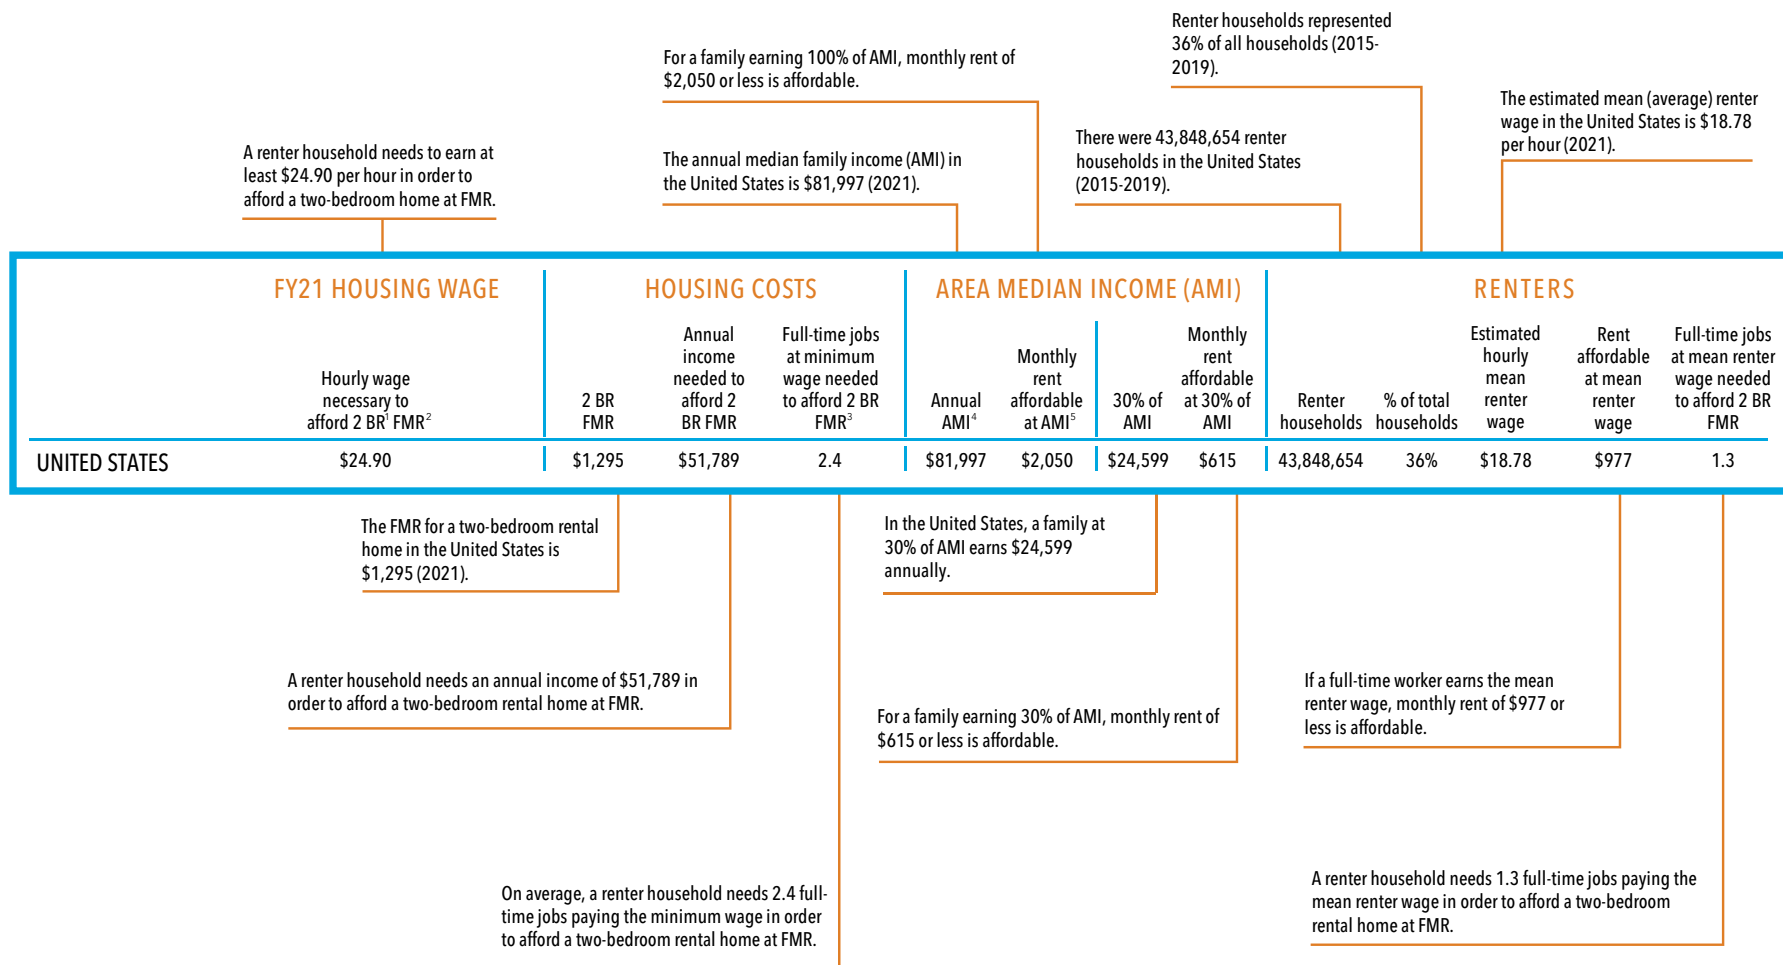 Renter households represented
36% of all households (2015-
2019).
For a family earning 100% of AMI, monthly rent of
$2,050 or less is affordable.
The estimated mean (average) renter
wage in the United States is $18.78
per hour (2021).
There were 43,848,654 renter
households in the United States
(2015-2019).
A renter household needs to earn at
least $24.90 per hour in order to
afford a two-bedroom home at FMR.
The annual median family income (AMI) in
the United States is $81,997 (2021).
FY21 HOUSING WAGE
HOUSING COSTS
AREA MEDIAN INCOME (AMI)
RENTERS
Hourly wage
necessary to
afford 2 BR¹ FMR²
2 BR
FMR
Annual
income
needed to
afford 2
BR FMR
Full-time jobs
at minimum
wage needed
to afford 2 BR
FMR³
Annual
AMI⁴
Monthly
rent
affordable
at AMI⁵
30% of
AMI
Monthly
rent
affordable
at 30% of
AMI
Renter
households
% of total
households
Estimated
hourly
mean
renter
wage
Rent
affordable
at mean
renter
wage
Full-time jobs
at mean renter
wage needed
to afford 2 BR
FMR
UNITED STATES $24.90 $1,295 $51,789 2.4 $81,997 $2,050 $24,599 $615 43,848,654 36% $18.78 $977 1.3
The FMR for a two-bedroom rental
home in the United States is
$1,295 (2021).
In the United States, a family at
30% of AMI earns $24,599
annually.
A renter household needs an annual income of $51,789 in
order to afford a two-bedroom rental home at FMR.
If a full-time worker earns the mean
renter wage, monthly rent of $977 or
less is affordable.
For a family earning 30% of AMI, monthly rent of
$615 or less is affordable.
On average, a renter household needs 2.4 full-
time jobs paying the minimum wage in order
to afford a two-bedroom rental home at FMR.
A renter household needs 1.3 full-time jobs paying the
mean renter wage in order to afford a two-bedroom
rental home at FMR.